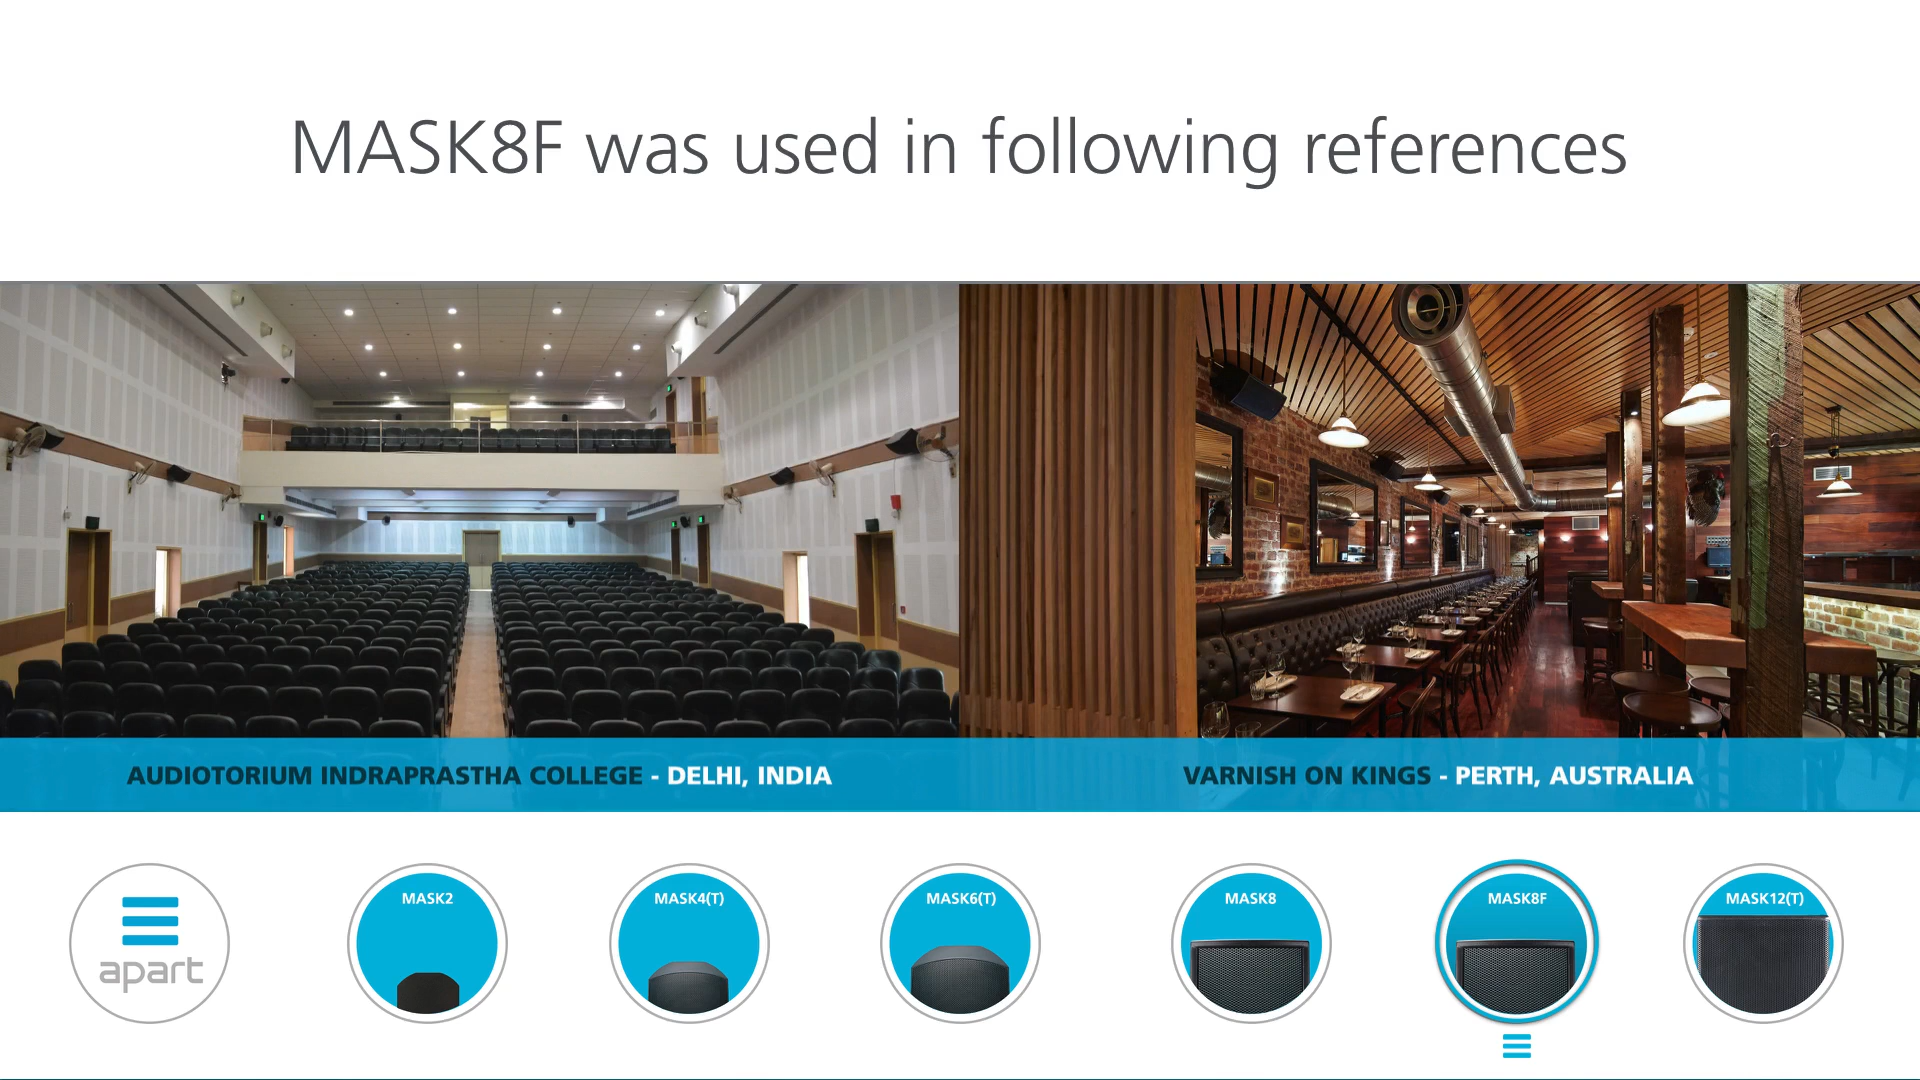 MASK8F was used in following references
AUDIOTORIUM INDRAPRASTHA COLLEGE - DELHI, INDIA
VARNISH ON KINGS - PERTH, AUSTRALIA
apart
MASK2
MASK4(T)
MASK6(T)
MASK8
MASK8F
MASK12(T)